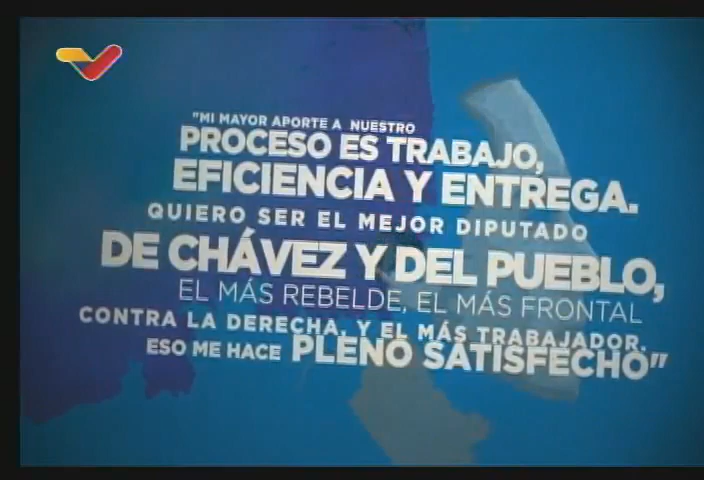 "MI MAYOR APORTE A NUESTRO
PROCESO ES TRABAJO,
EFICIENCIA Y ENTREGA.
QUIERO SER EL MEJOR DIPUTADO
DE CHÁVEZ Y DEL PUEBLO,
EL MÁS REBELDE, EL MÁS FRONTAL
CONTRA LA DERECHA, Y EL MÁS TRABAJADOR.
ESO ME HACE PLENO SATISFECHO"